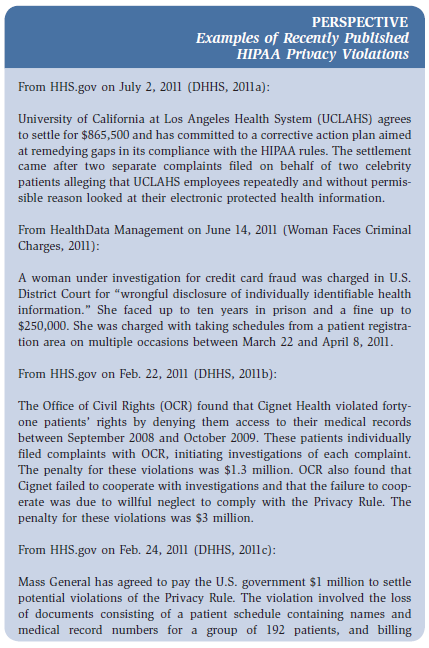 PERSPECTIVE
Examples of Recently Published
HIPAA Privacy Violations
From HHS.gov on July 2, 2011 (DHHS, 2011a):
University of California at Los Angeles Health System (UCLAHS) agrees
to settle for $865,500 and has committed to a corrective action plan aimed
at remedying gaps in its compliance with the HIPAA rules. The settlement
came after two separate complaints filed on behalf of two celebrity
patients alleging that UCLAHS employees repeatedly and without permis-
sible reason looked at their electronic protected health information.
From HealthData Management on June 14, 2011 (Woman Faces Criminal
Charges, 2011):
A woman under investigation for credit card fraud was charged in U.S.
District Court for “wrongful disclosure of individually identifiable health
information.” She faced up to ten years in prison and a fine up to
$250,000. She was charged with taking schedules from a patient registra-
tion area on multiple occasions between March 22 and April 8, 2011.
From HHS.gov on Feb. 22, 2011 (DHHS, 2011b):
The Office of Civil Rights (OCR) found that Cignet Health violated forty-
one patients’ rights by denying them access to their medical records
between September 2008 and October 2009. These patients individually
filed complaints with OCR, initiating investigations of each complaint.
The penalty for these violations was $1.3 million. OCR also found that
Cignet failed to cooperate with investigations and that the failure to coop-
erate was due to willful neglect to comply with the Privacy Rule. The
penalty for these violations was $3 million.
From HHS.gov on Feb. 24, 2011 (DHHS, 2011c):
Mass General has agreed to pay the U.S. government $1 million to settle
potential violations of the Privacy Rule. The violation involved the loss
of documents consisting of a patient schedule containing names and
medical record numbers for a group of 192 patients, and billing